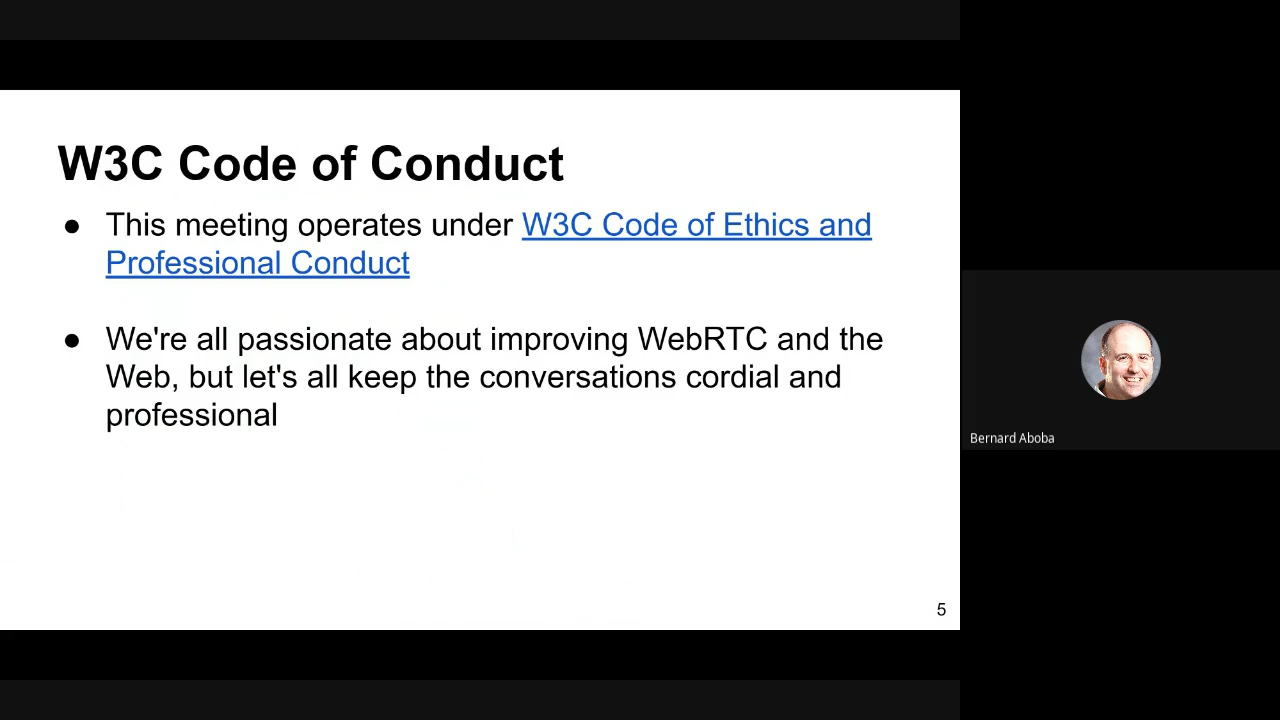 W3C Code of Conduct
● This meeting operates under W3C Code of Ethics and
Professional Conduct
● We're all passionate about improving WebRTC and the
Web, but let's all keep the conversations cordial and
professional
Bernard Aboba
5